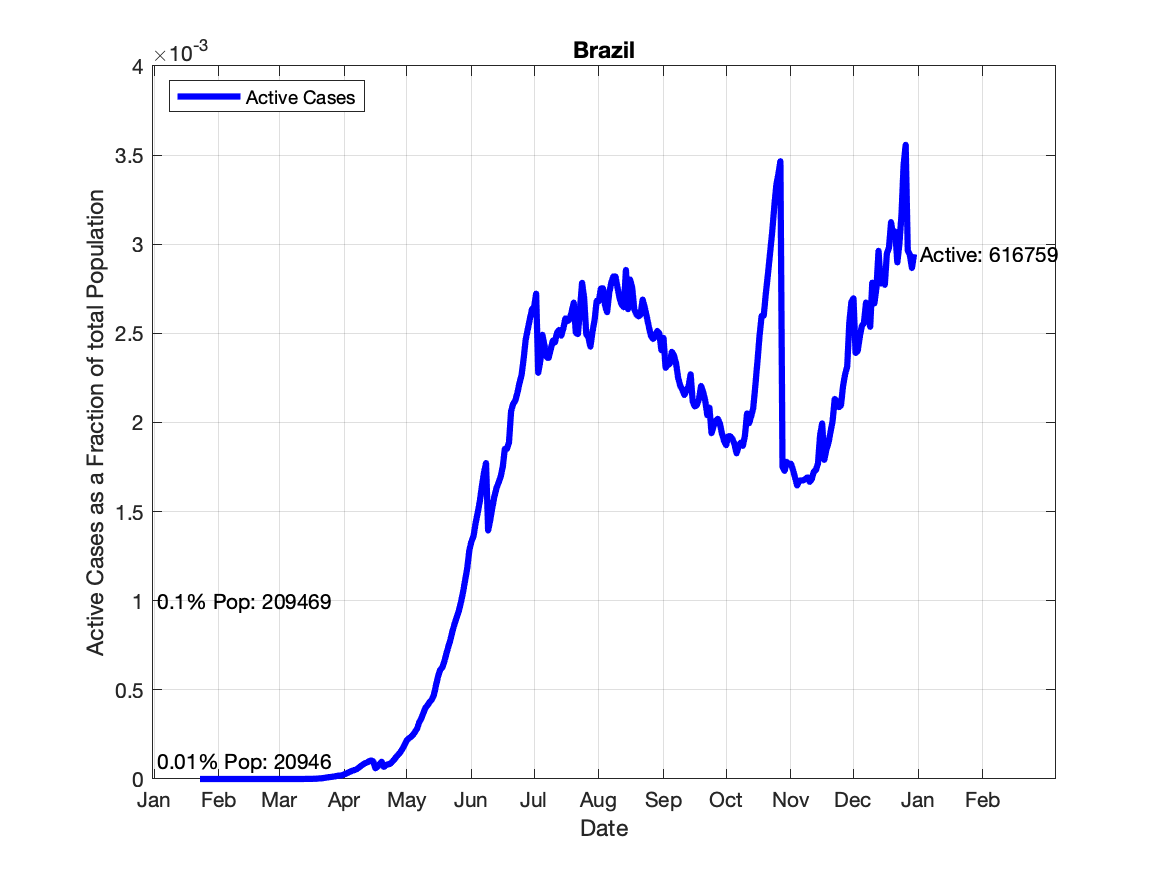 Brazil
×10-3
Active Cases
4
3.5
3
2.5
2
1.5
1
0.5
0
Active Cases as a Fraction of total Population
Active: 616759
0.1% Pop: 209469
0.01% Pop: 20946
Jan Feb Mar Apr May Jun Jul Aug Sep Oct Nov Dec Jan Feb
Date